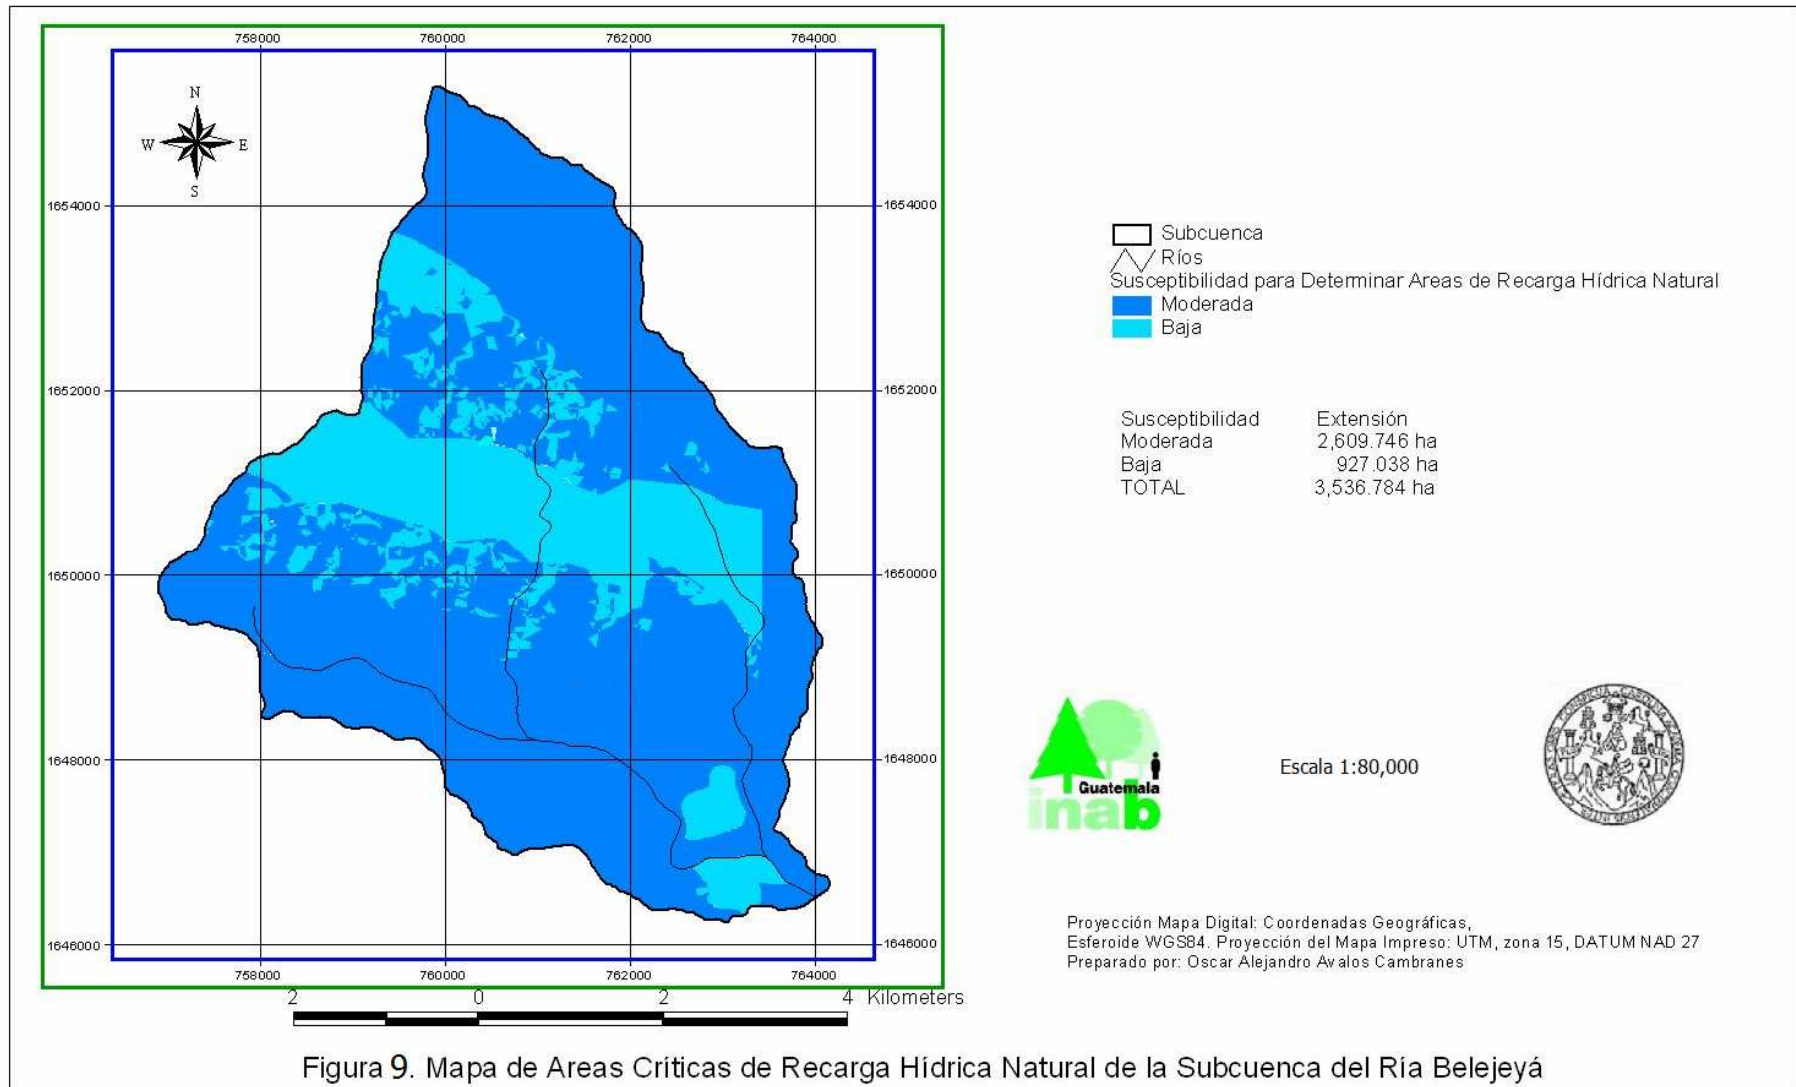 758000 760000 762000 764000
N
W E
S
1654000 1654000
1652000 1652000
1650000 1650000
1648000 1648000
1646000 1646000
758000 760000 762000 764000
2 0 2 4 Kilometers
Subcuenca
Ríos
Susceptibilidad para Determinar Areas de Recarga Hídrica Natural
Moderada
Baja
Susceptibilidad Extensión
Moderada 2,609.746 ha
Baja 927.038 ha
TOTAL 3,536.784 ha
Guatemala
inab
Escala 1:80,000
Proyección Mapa Digital: Coordenadas Geográficas,
Esferoide WGS84. Proyección del Mapa Impreso: UTM, zona 15, DATUM NAD 27
Preparado por: Oscar Alejandro Avalos Cambranes
Figura 9. Mapa de Areas Críticas de Recarga Hídrica Natural de la Subcuenca del Ría Belejeyá